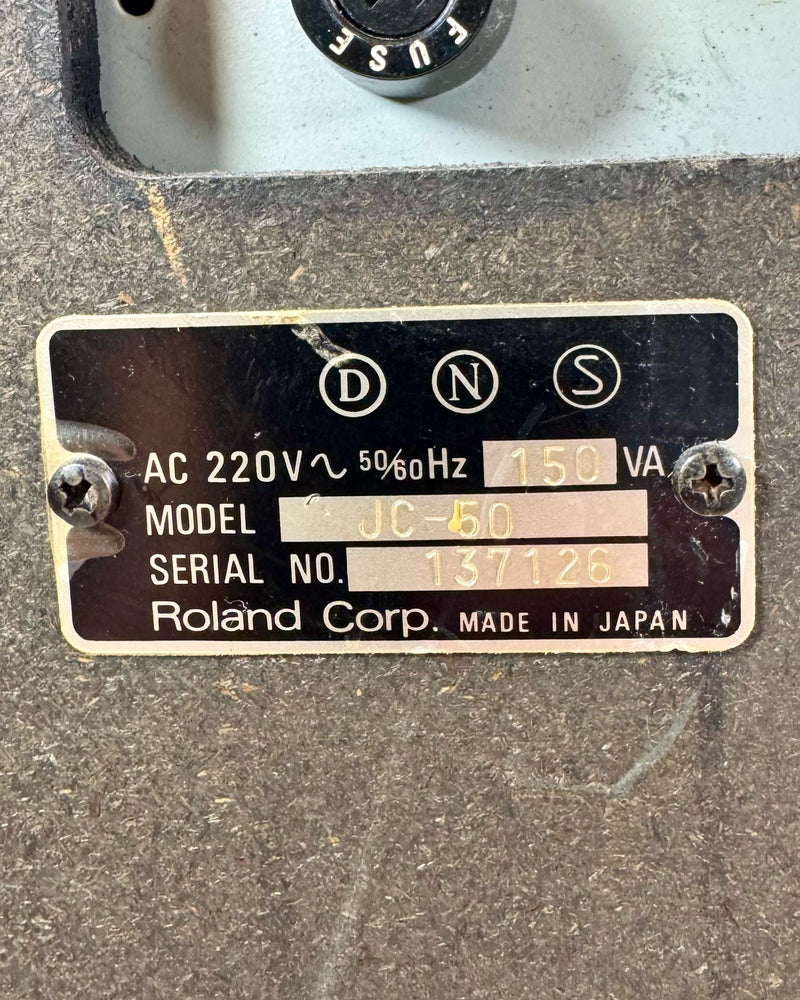 FUSE
D N S
AC 220V~ 50/60Hz 150 VA
MODEL JC-50
SERIAL NO. 137126
Roland Corp. MADE IN JAPAN